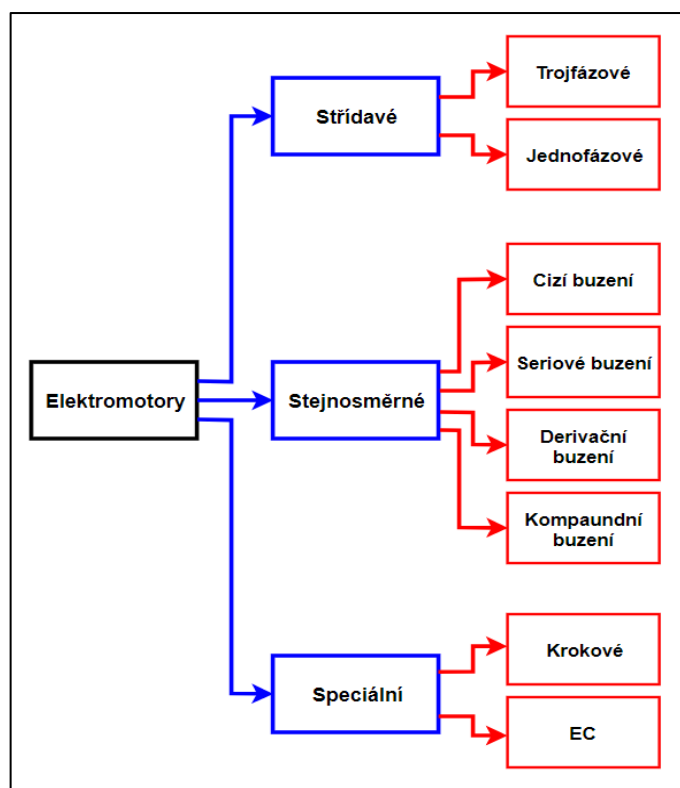 Elektromotory
Střídavé
Trojfázové
Jednofázové
Stejnosměrné
Cizí buzení
Seriové buzení
Derivační
buzení
Kompaundní
buzení
Speciální
Krokové
EC